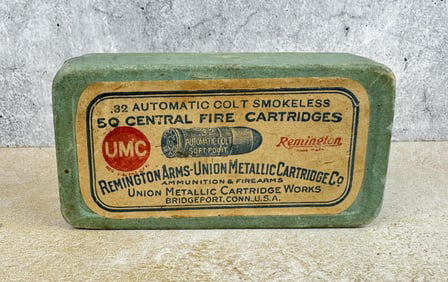 .32 AUTOMATIC COLT SMOKELESS
50 CENTRAL FIRE CARTRIDGES
UMC
.32
AUTOMATIC COLT
SOFT POINT
Remington
REMINGTON ARMS-UNION METALLIC CARTRIDGE CO
AMMUNITION & FIREARMS
UNION METALLIC CARTRIDGE WORKS
BRIDGEPORT, CONN. U.S.A.